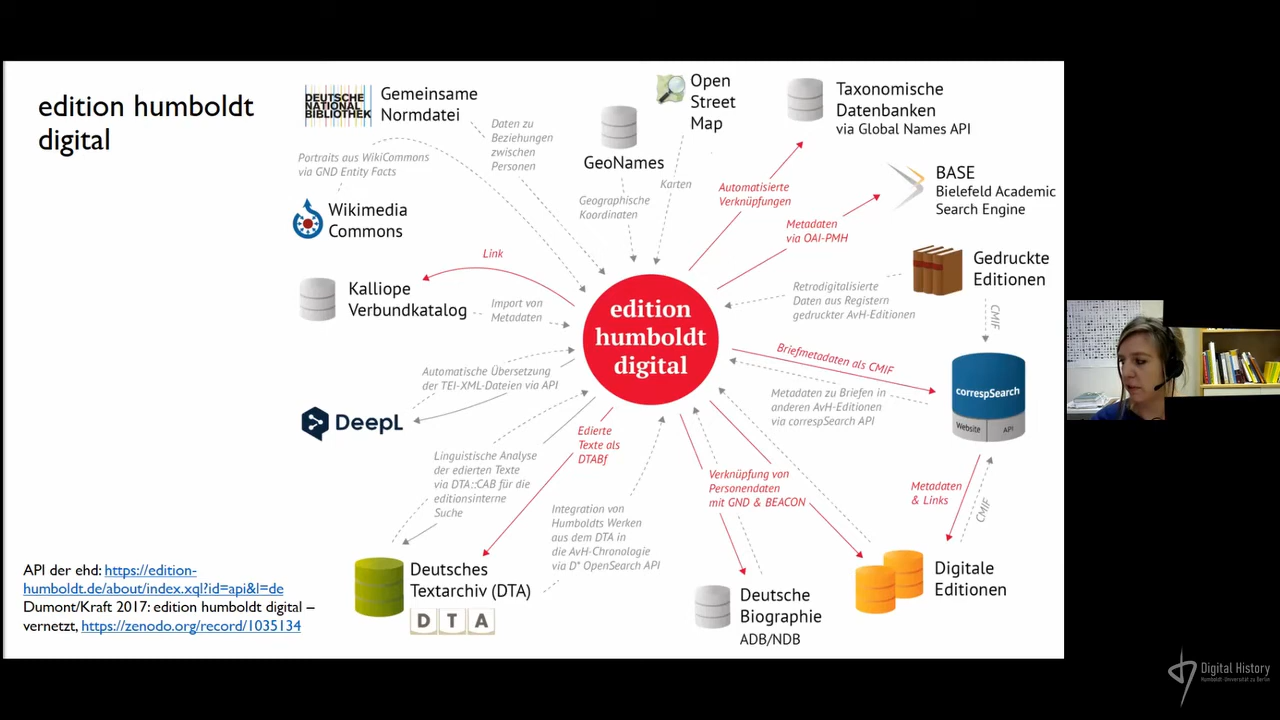 edition humboldt
digital
DEUTSCHE
NATIONAL
BIBLIOTHEK
Gemeinsame
Normdatei
Portraits aus WikiCommons
via GND Entity Facts
Daten zu
Beziehungen
zwischen
Personen
GeoNames
Geographische
Koordinaten
Open
Street
Map
Karten
Taxonomische
Datenbanken
via Global Names API
Automatisierte
Verknüpfungen
BASE
Bielefeld Academic
Search Engine
Metadaten
via OAI-PMH
Wikimedia
Commons
Link
Kalliope
Verbundkatalog
Import von
Metadaten
edition
humboldt
digital
Gedruckte
Editionen
Retrodigitalisierte
Daten aus Registern
gedruckter AvH-Editionen
CMIF
Briefmetadaten als CMIF
correspSearch
Website
API
Metadaten zu Briefen in
anderen AvH-Editionen
via correspSearch API
Automatische Übersetzung
der TEI-XML-Dateien via API
DeepL
Edierte
Texte als
DTABf
Linguistische Analyse
der edierten Texte
via DTA::CAB für die
editionsinterne
Suche
Verknüpfung von
Personendaten
mit GND & BEACON
Metadaten
& Links
CMIF
Integration von
Humboldts Werken
aus dem DTA in
die AvH-Chronologie
via D* OpenSearch API
Deutsches
Textarchiv (DTA)
DTA
Deutsche
Biographie
ADB/NDB
Digitale
Editionen
API der ehd: https://edition-
humboldt.de/about/index.xql?id=api&l=de
Dumont/Kraft 2017: edition humboldt digital –
vernetzt, https://zenodo.org/record/1035134
Digital History
Humboldt-Universität zu Berlin